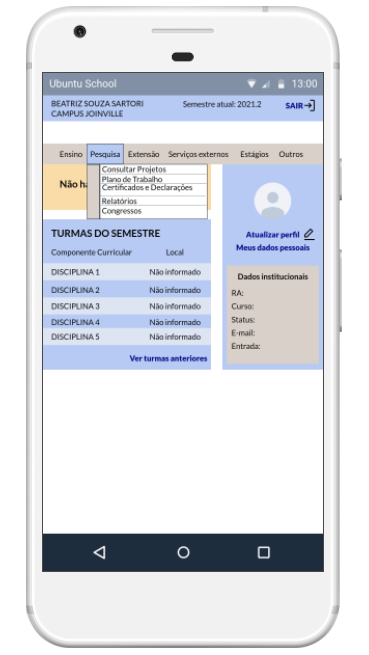 Ubuntu School 13:00
BEATRIZ SOUZA SARTORI Semestre atual: 2021.2 SAIR
CAMPUS JOINVILLE
Ensino Pesquisa Extensão Serviços externos Estágios Outros
Consultar Projetos
Plano de Trabalho
Certificados e Declarações
Relatórios
Congressos
Não h
Atualizar perfil
Meus dados pessoais
TURMAS DO SEMESTRE
Componente Curricular Local
DISCIPLINA 1 Não informado
DISCIPLINA 2 Não informado
DISCIPLINA 3 Não informado
DISCIPLINA 4 Não informado
DISCIPLINA 5 Não informado
Ver turmas anteriores
Dados institucionais
RA:
Curso:
Status:
E-mail:
Entrada: